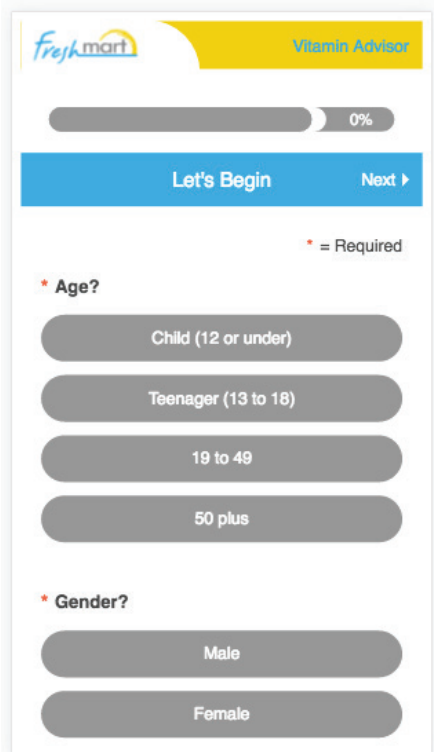 Freshmart
Vitamin Advisor
0%
Let's Begin
Next
* = Required
* Age?
Child (12 or under)
Teenager (13 to 18)
19 to 49
50 plus
* Gender?
Male
Female